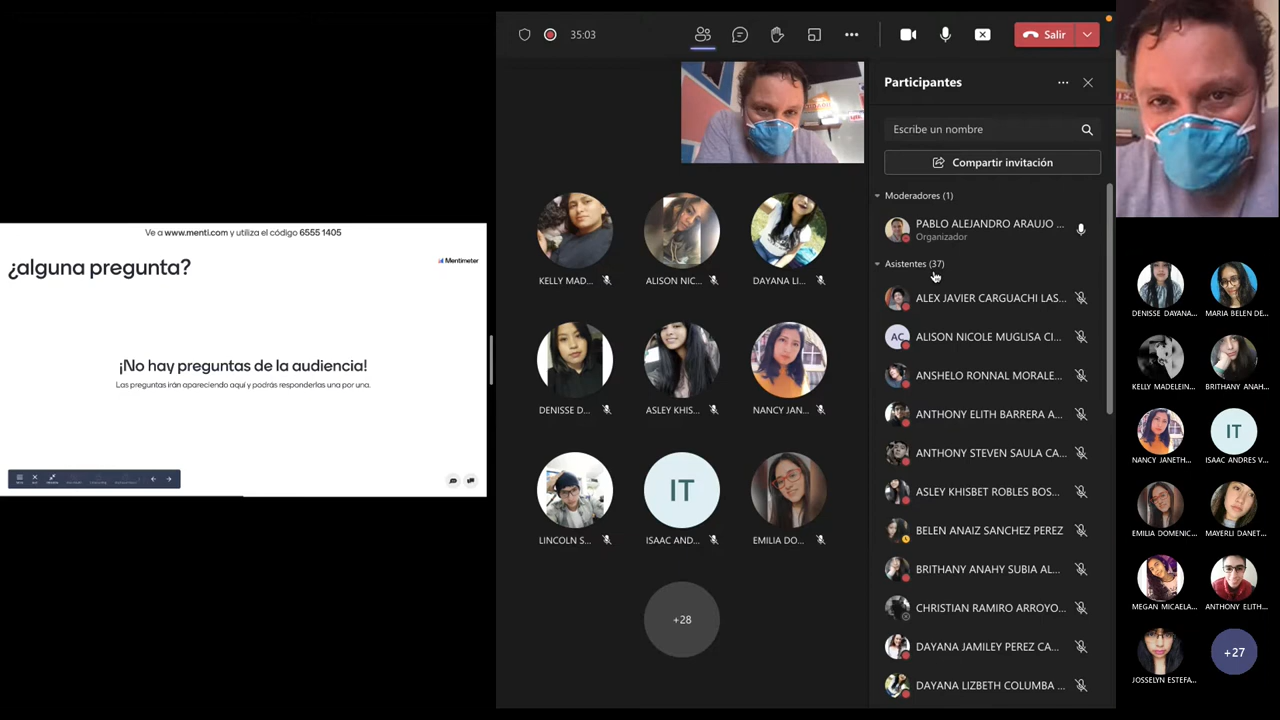 Ve a www.menti.com y utiliza el código 6555 1405
¿alguna pregunta?
Mentimeter
¡No hay preguntas de la audiencia!
Las preguntas irán apareciendo aquí y podrás responderlas una por una.
35:03
Salir
KELLY MAD...
ALISON NIC...
DAYANA LI...
DENISSE D...
ASLEY KHIS...
NANCY JAN...
LINCOLN S...
IT
ISAAC AND...
EMILIA DO...
+28
Participantes
Escribe un nombre
Compartir invitación
Moderadores (1)
PABLO ALEJANDRO ARAUJO ...
Organizador
Asistentes (37)
ALEX JAVIER CARGUACHI LAS...
AC
ALISON NICOLE MUGLISA CI...
ANSHELO RONNAL MORALE...
ANTHONY ELITH BARRERA A...
ANTHONY STEVEN SAULA CA...
ASLEY KHISBET ROBLES BOS...
BELEN ANAIZ SANCHEZ PEREZ
BRITHANY ANAHY SUBIA AL...
CHRISTIAN RAMIRO ARROYO...
DAYANA JAMILEY PEREZ CA...
DAYANA LIZBETH COLUMBA ...
DENISSE DAYANA...
MARIA BELEN DE...
KELLY MADELEIN...
BRITHANY ANAH...
NANCY JANETH...
IT
ISAAC ANDRES V...
EMILIA DOMENIC...
MAYERLI DANET...
MEGAN MICAELA...
ANTHONY ELITH...
JOSSELYN ESTEFA...
+27